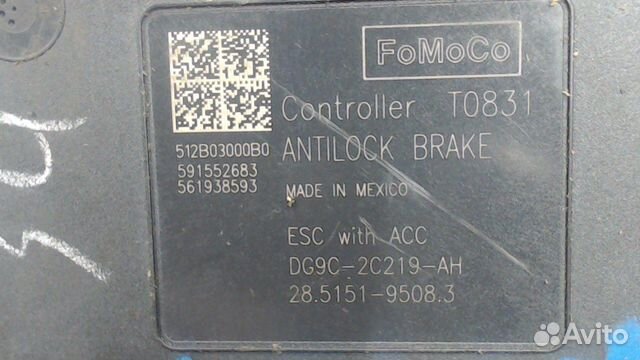 FoMoCo
Controller T0831
512B03000B0 ANTILOCK BRAKE
591552683
561938593 MADE IN MEXICO
ESC with ACC
DG9C-2C219-AH
28.5151-9508.3
Avito